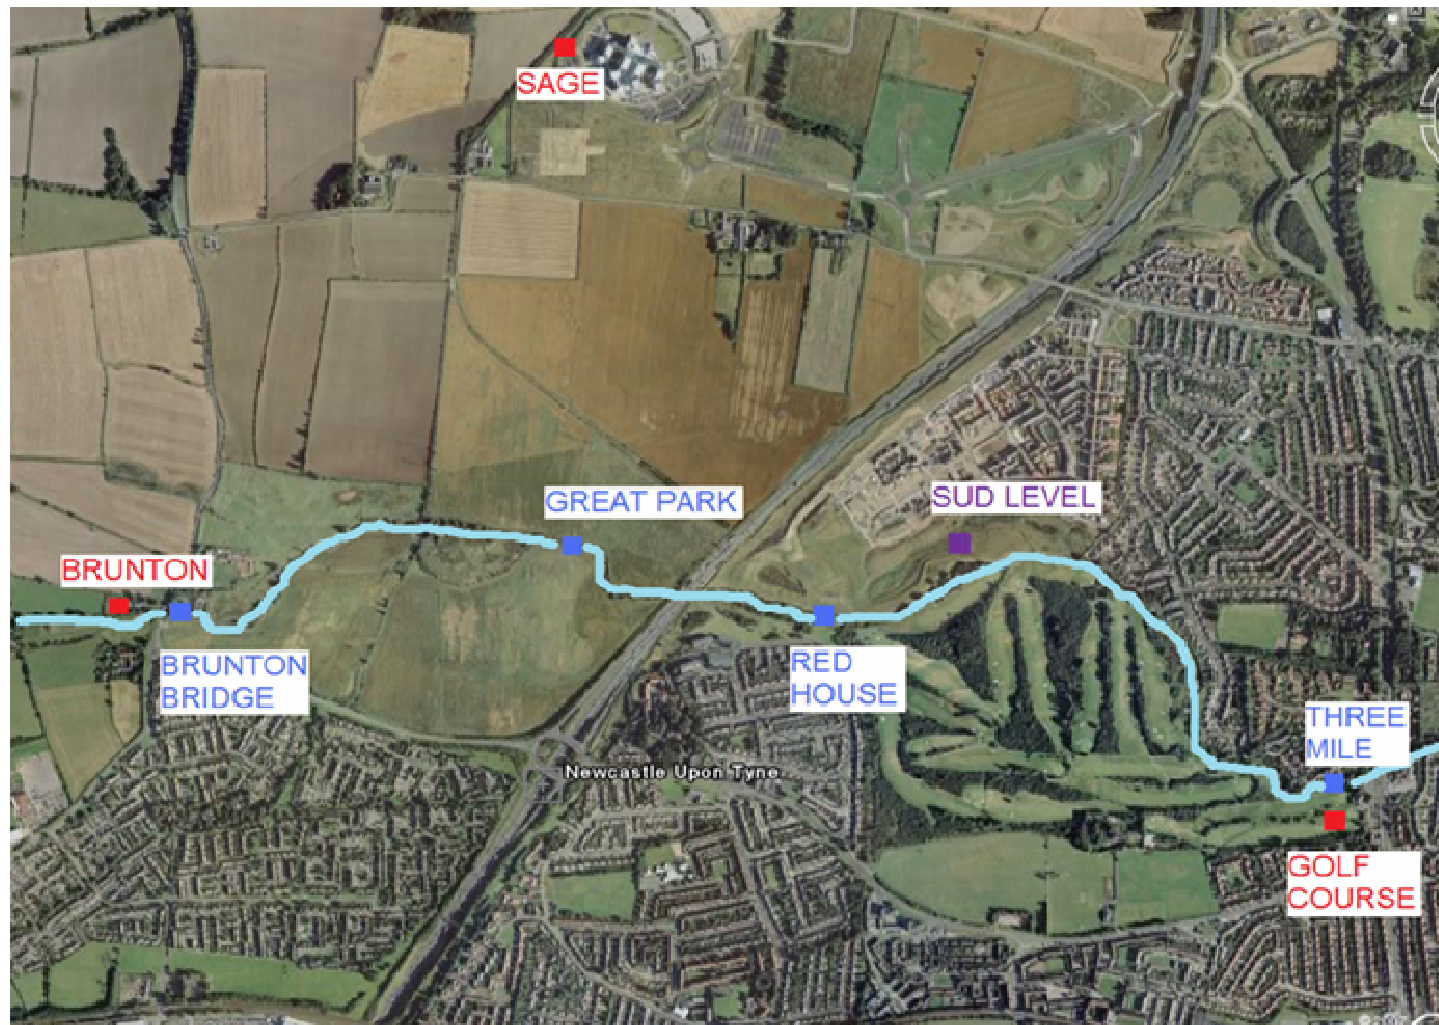 SAGE
GREAT PARK
SUD LEVEL
BRUNTON
BRUNTON
BRIDGE
RED
HOUSE
THREE
MILE
Newcastle Upon Tyne
GOLF
COURSE